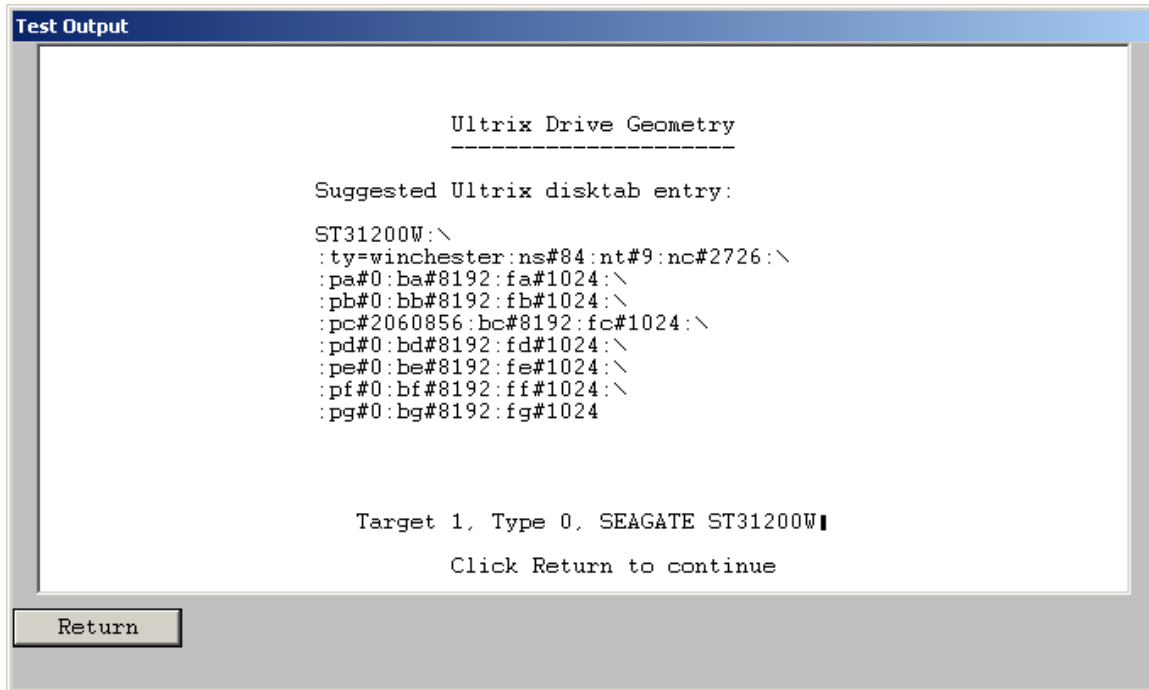 Test Output
Ultrix Drive Geometry
---------------------
Suggested Ultrix disktab entry:
ST31200W:\
:ty=winchester:ns#84:nt#9:nc#2726:\
:pa#0:ba#8192:fa#1024:\
:pb#0:bb#8192:fb#1024:\
:pc#2060856:bc#8192:fc#1024:\
:pd#0:bd#8192:fd#1024:\
:pe#0:be#8192:fe#1024:\
:pf#0:bf#8192:ff#1024:\
:pg#0:bg#8192:fg#1024
Target 1, Type 0, SEAGATE ST31200W
Click Return to continue
Return